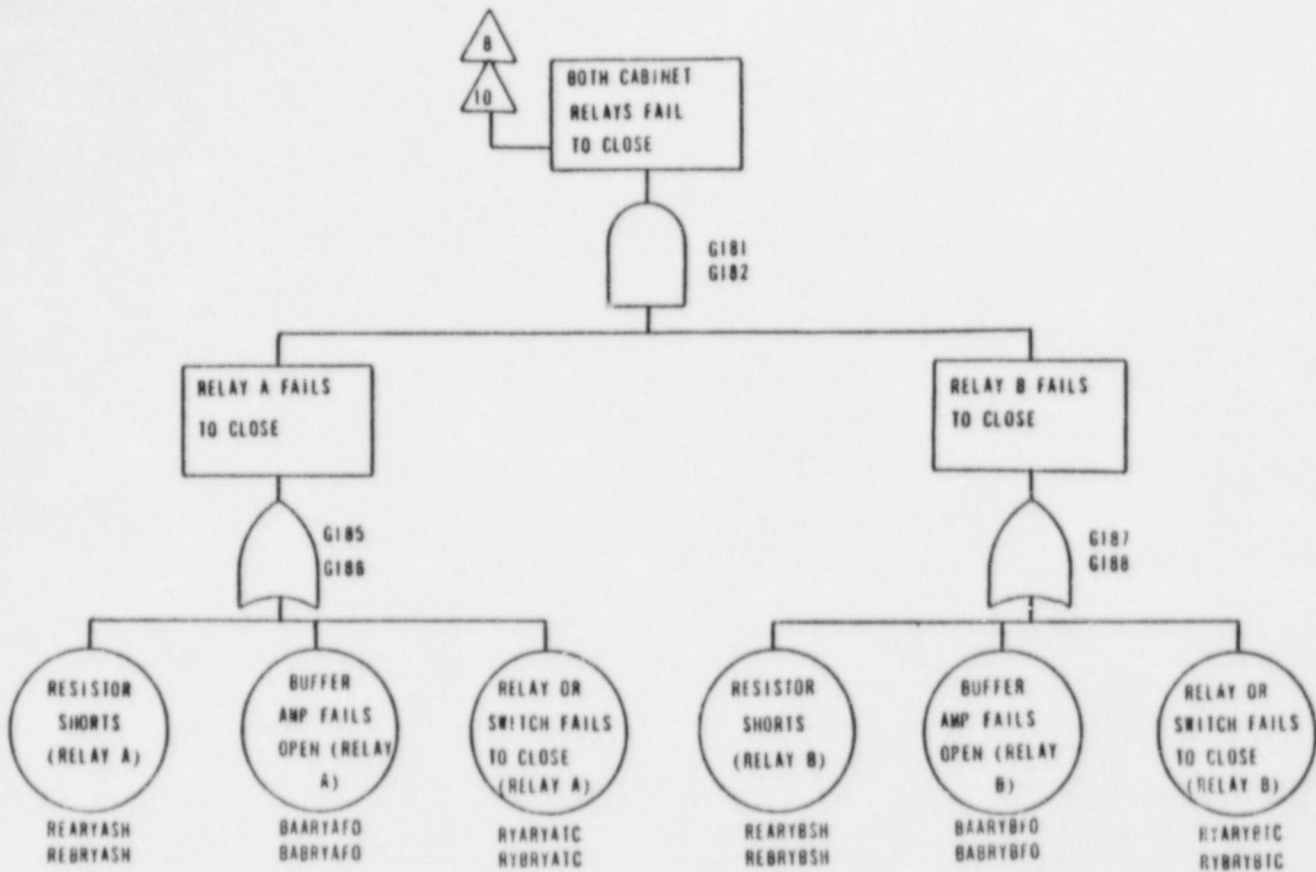 8
10
BOTH CABINET
RELAYS FAIL
TO CLOSE
G181
G182
RELAY A FAILS
TO CLOSE
RELAY B FAILS
TO CLOSE
G185
G186
G187
G188
RESISTOR
SHORTS
(RELAY A)
BUFFER
AMP FAILS
OPEN (RELAY
A)
RELAY OR
SWITCH FAILS
TO CLOSE
(RELAY A)
RESISTOR
SHORTS
(RELAY B)
BUFFER
AMP FAILS
OPEN (RELAY
B)
RELAY OR
SWITCH FAILS
TO CLOSE
(RELAY B)
REARYASH
REBRYASH
BAARYAFO
BABRYAFO
RYARYATC
RYBRYATC
REARYBSH
REBRYBSH
BAARYBFO
BABRYBFO
RYARYBTC
RYBRYBTC